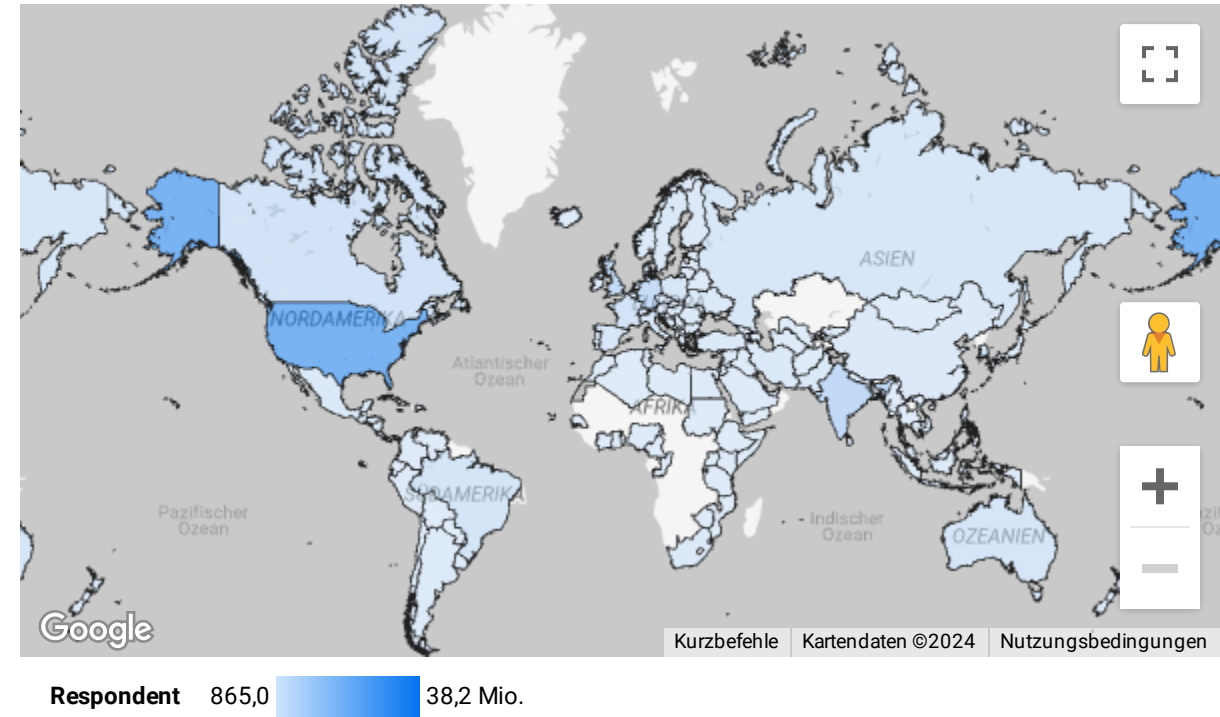 ASIEN
EUROPA
NORDAMERIKA
Atlantischer
Ozean
AFRIKA
SÜDAMERIKA
Pazifischer
Ozean
Indischer
Ozean
OZEANIEN
Google
Kurzbefehle
Kartendaten ©2024
Nutzungsbedingungen
Respondent 865,0 38,2 Mio.